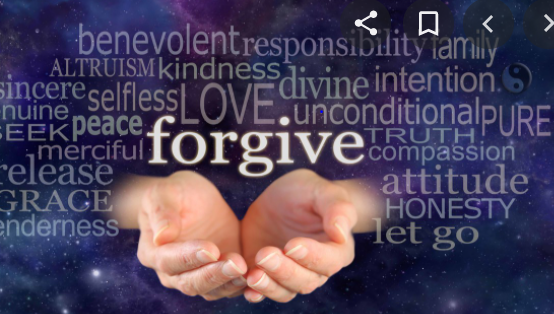 benevolent responsibility family
ALTRUISM kindness divine intention
sincere selfless LOVE unconditional PURE
nuine
SEEK peace forgive TRUTH
merciful compassion
release attitude
GRACE HONESTY
enderness let go